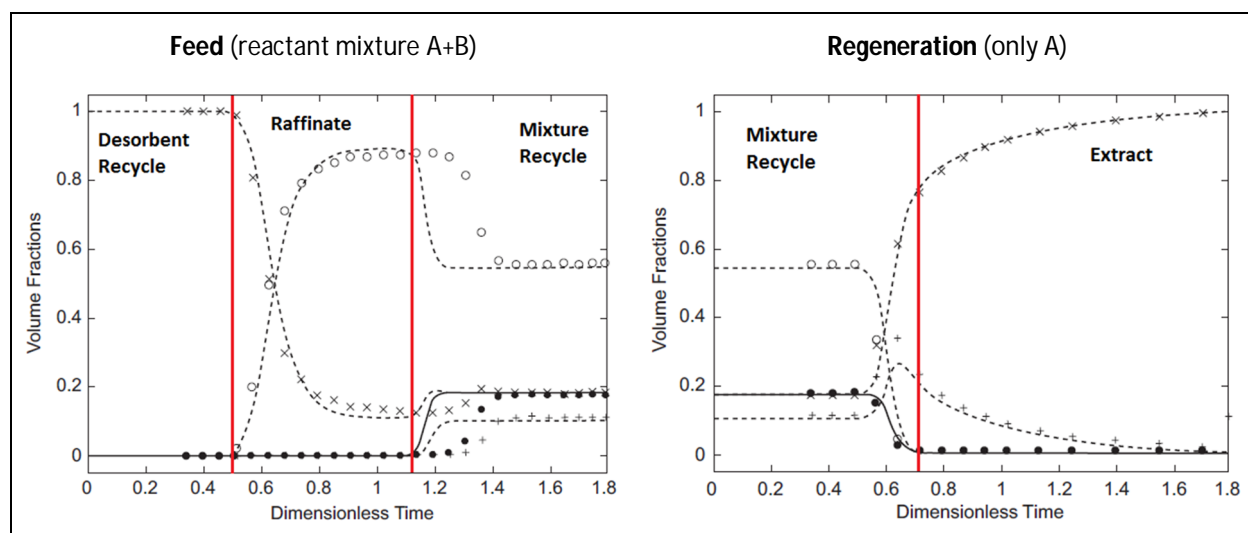 Feed (reactant mixture A+B)
Regeneration (only A)
Volume Fractions
1
0.8
0.6
0.4
0.2
0
Desorbent
Recycle
Raffinate
Mixture
Recycle
0 0.2 0.4 0.6 0.8 1 1.2 1.4 1.6 1.8
Dimensionless Time
Volume Fractions
1
0.8
0.6
0.4
0.2
0
Mixture
Recycle
Extract
0 0.2 0.4 0.6 0.8 1 1.2 1.4 1.6 1.8
Dimensionless Time